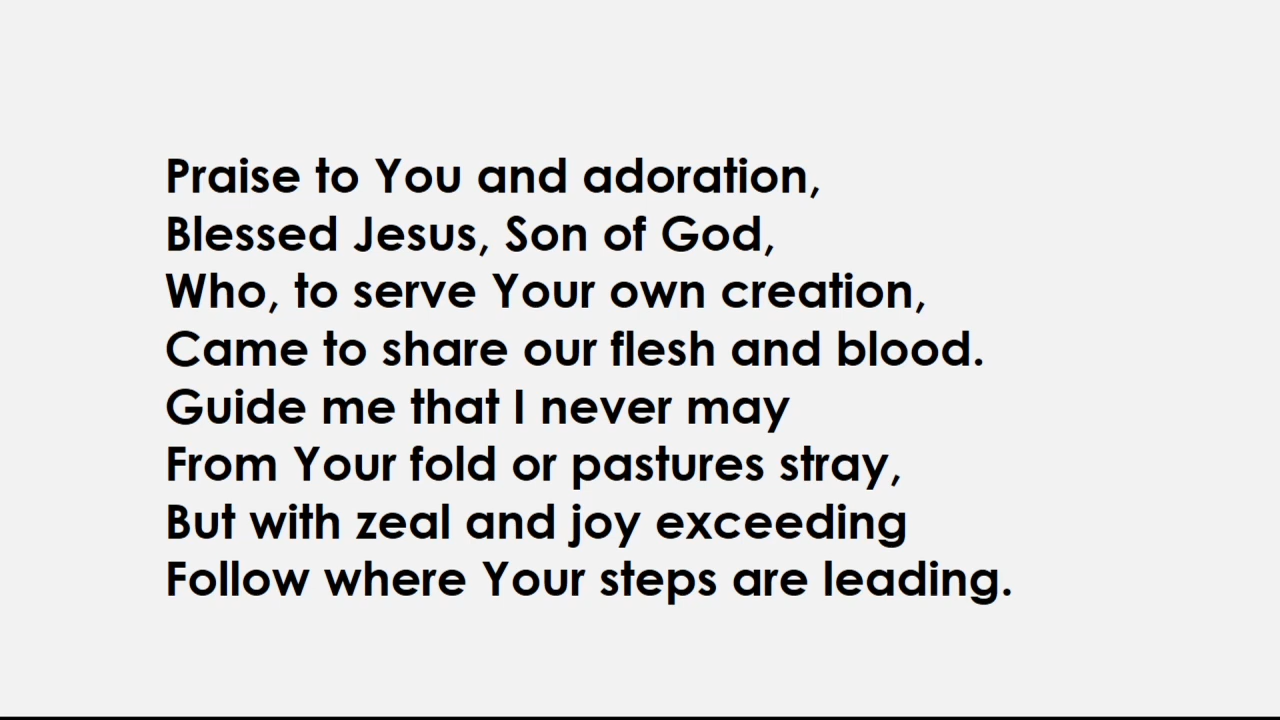 Praise to You and adoration,
Blessed Jesus, Son of God,
Who, to serve Your own creation,
Came to share our flesh and blood.
Guide me that I never may
From Your fold or pastures stray,
But with zeal and joy exceeding
Follow where Your steps are leading.